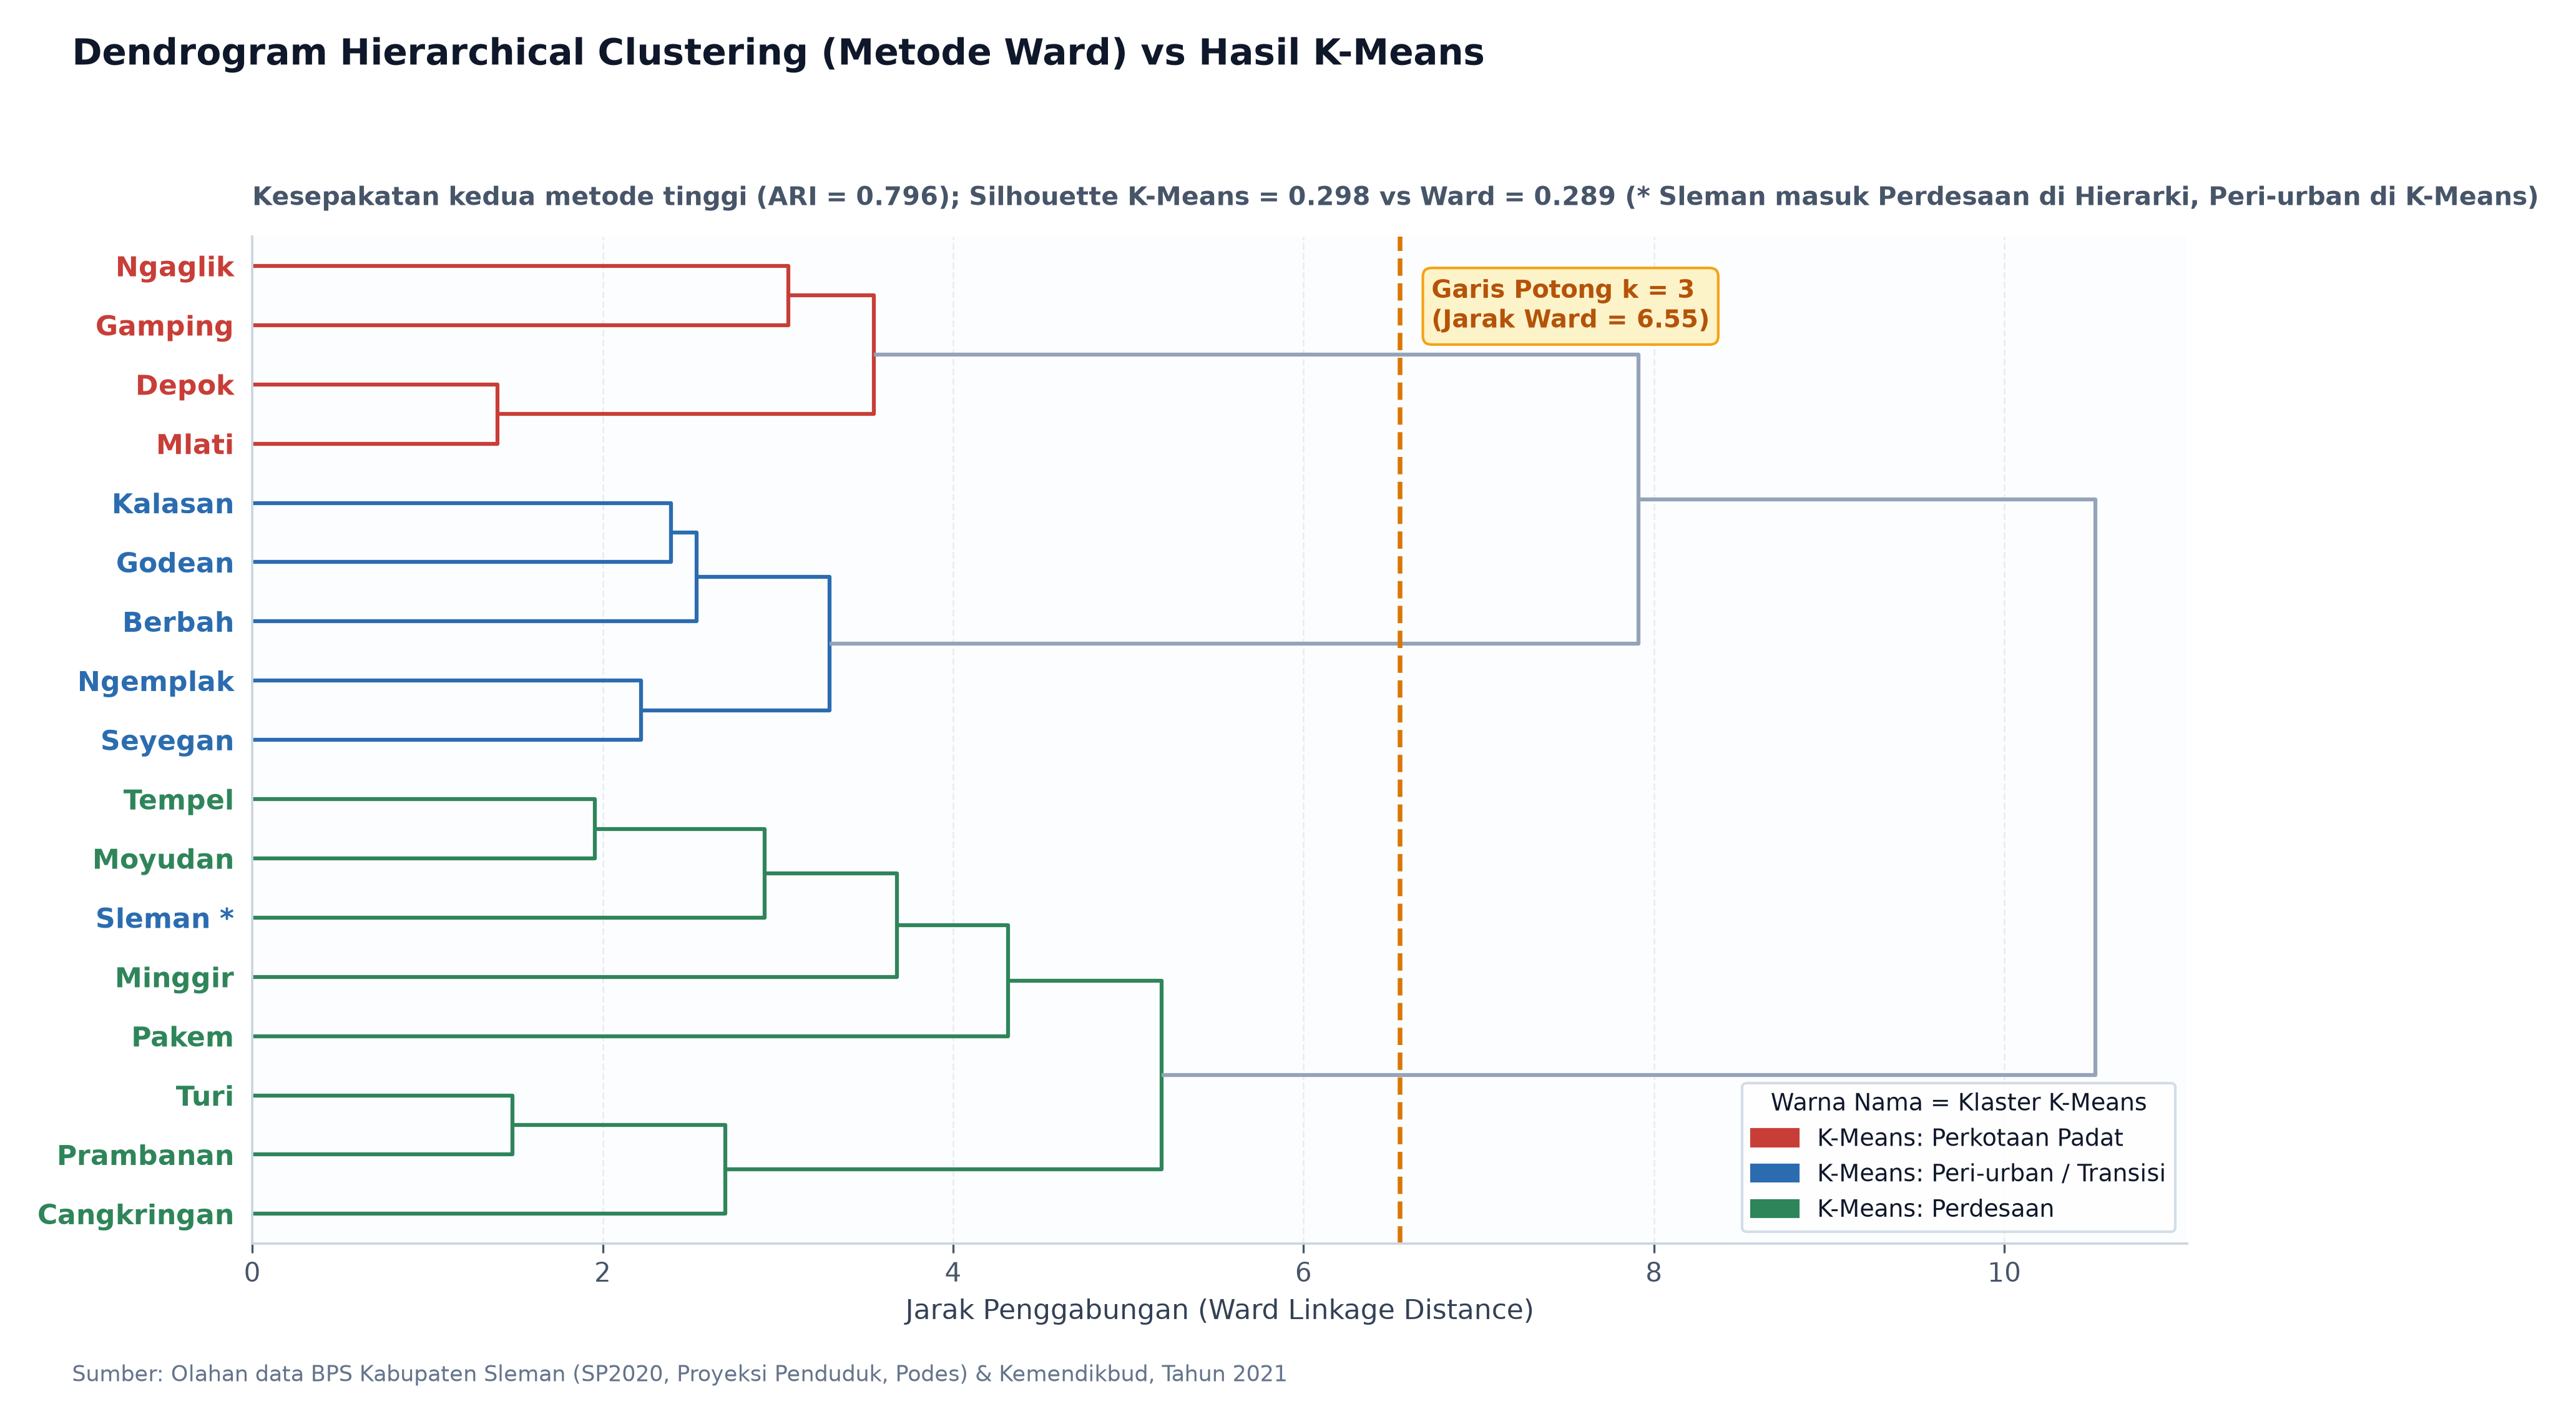 Dendrogram Hierarchical Clustering (Metode Ward) vs Hasil K-Means
Kesepakatan kedua metode tinggi (ARI = 0.796); Silhouette K-Means = 0.298 vs Ward = 0.289 (* Sleman masuk Perdesaan di Hierarki, Peri-urban di K-Means)
Ngaglik
Gamping
Depok
Mlati
Kalasan
Godean
Berbah
Ngemplak
Seyegan
Tempel
Moyudan
Sleman *
Minggir
Pakem
Turi
Prambanan
Cangkringan
Garis Potong k = 3
(Jarak Ward = 6.55)
Warna Nama = Klaster K-Means
K-Means: Perkotaan Padat
K-Means: Peri-urban / Transisi
K-Means: Perdesaan
0 2 4 6 8 10
Jarak Penggabungan (Ward Linkage Distance)
Sumber: Olahan data BPS Kabupaten Sleman (SP2020, Proyeksi Penduduk, Podes) & Kemendikbud, Tahun 2021